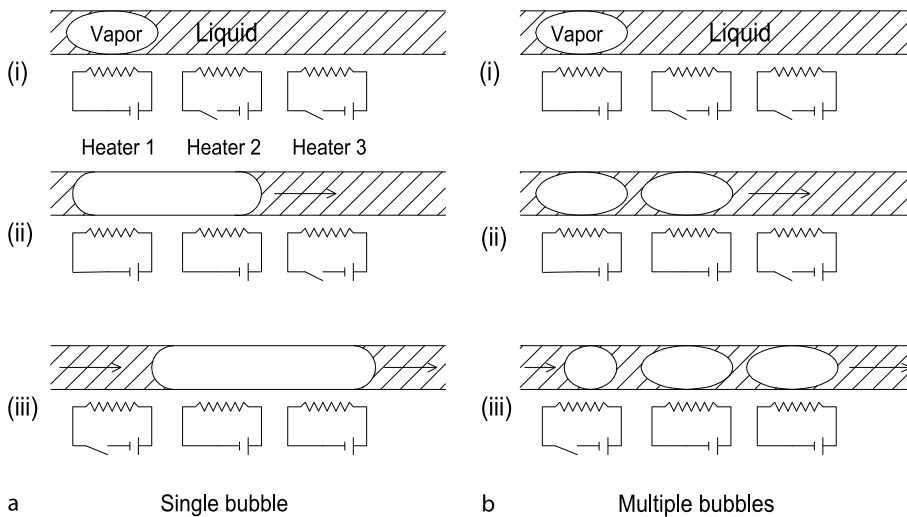 Vapor Liquid
(i)
Heater 1 Heater 2 Heater 3
(ii)
(iii)
a Single bubble
Vapor Liquid
(i)
(ii)
(iii)
b Multiple bubbles